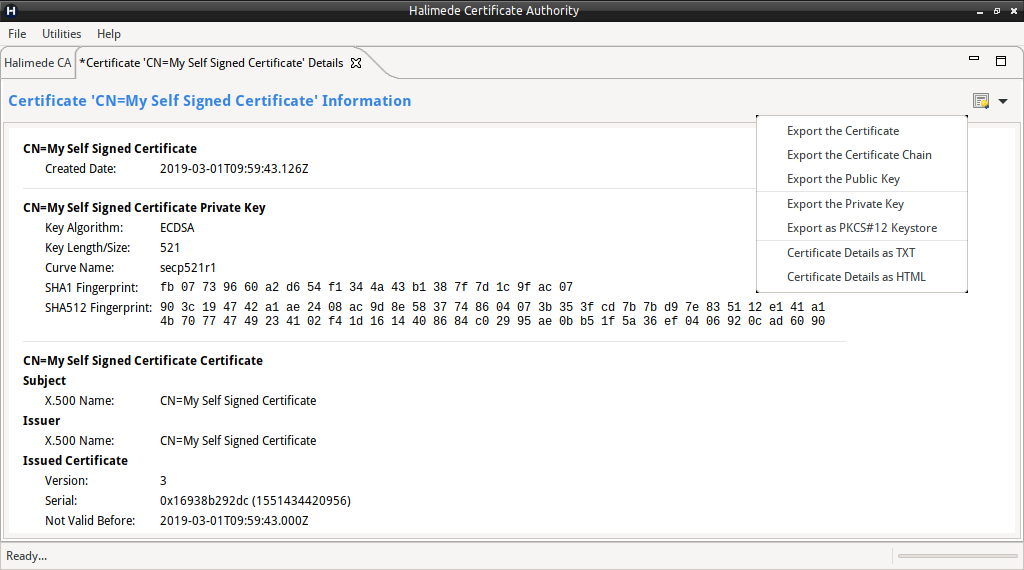 H
Halimede Certificate Authority
File Utilities Help
Halimede CA
*Certificate 'CN=My Self Signed Certificate' Details
Certificate 'CN=My Self Signed Certificate' Information
Export the Certificate
Export the Certificate Chain
Export the Public Key
Export the Private Key
Export as PKCS#12 Keystore
Certificate Details as TXT
Certificate Details as HTML
CN=My Self Signed Certificate
Created Date: 2019-03-01T09:59:43.126Z
CN=My Self Signed Certificate Private Key
Key Algorithm: ECDSA
Key Length/Size: 521
Curve Name: secp521r1
SHA1 Fingerprint: fb 07 73 96 60 a2 d6 54 f1 34 4a 43 b1 38 7f 7d 1c 9f ac 07
SHA512 Fingerprint: 90 3c 19 47 42 a1 ae 24 08 ac 9d 8e 58 37 74 86 04 07 3b 35 3f cd 7b 7b d9 7e 83 51 12 e1 41 a1
4b 70 77 47 49 23 41 02 f4 1d 16 14 40 86 84 c0 29 95 ae 0b b5 1f 5a 36 ef 04 06 92 0c ad 60 90
CN=My Self Signed Certificate Certificate
Subject
X.500 Name: CN=My Self Signed Certificate
Issuer
X.500 Name: CN=My Self Signed Certificate
Issued Certificate
Version: 3
Serial: 0x16938b292dc (1551434420956)
Not Valid Before: 2019-03-01T09:59:43.000Z
Ready...